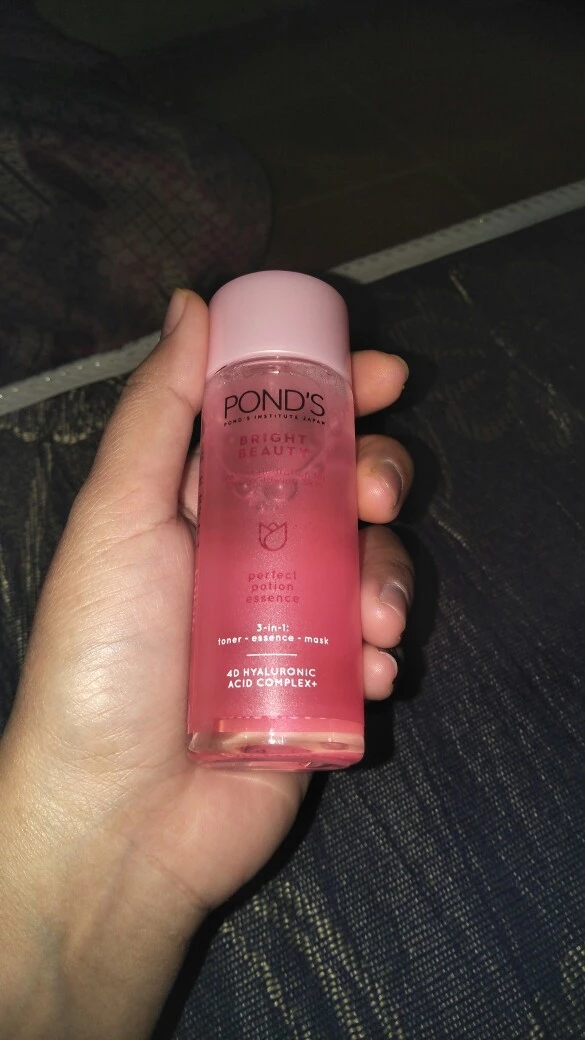 POND'S
POND'S INSTITUTE JAPAN
BRIGHT
BEAUTY
perfect
potion
essence
3-in-1:
toner - essence - mask
4D HYALURONIC
ACID COMPLEX+